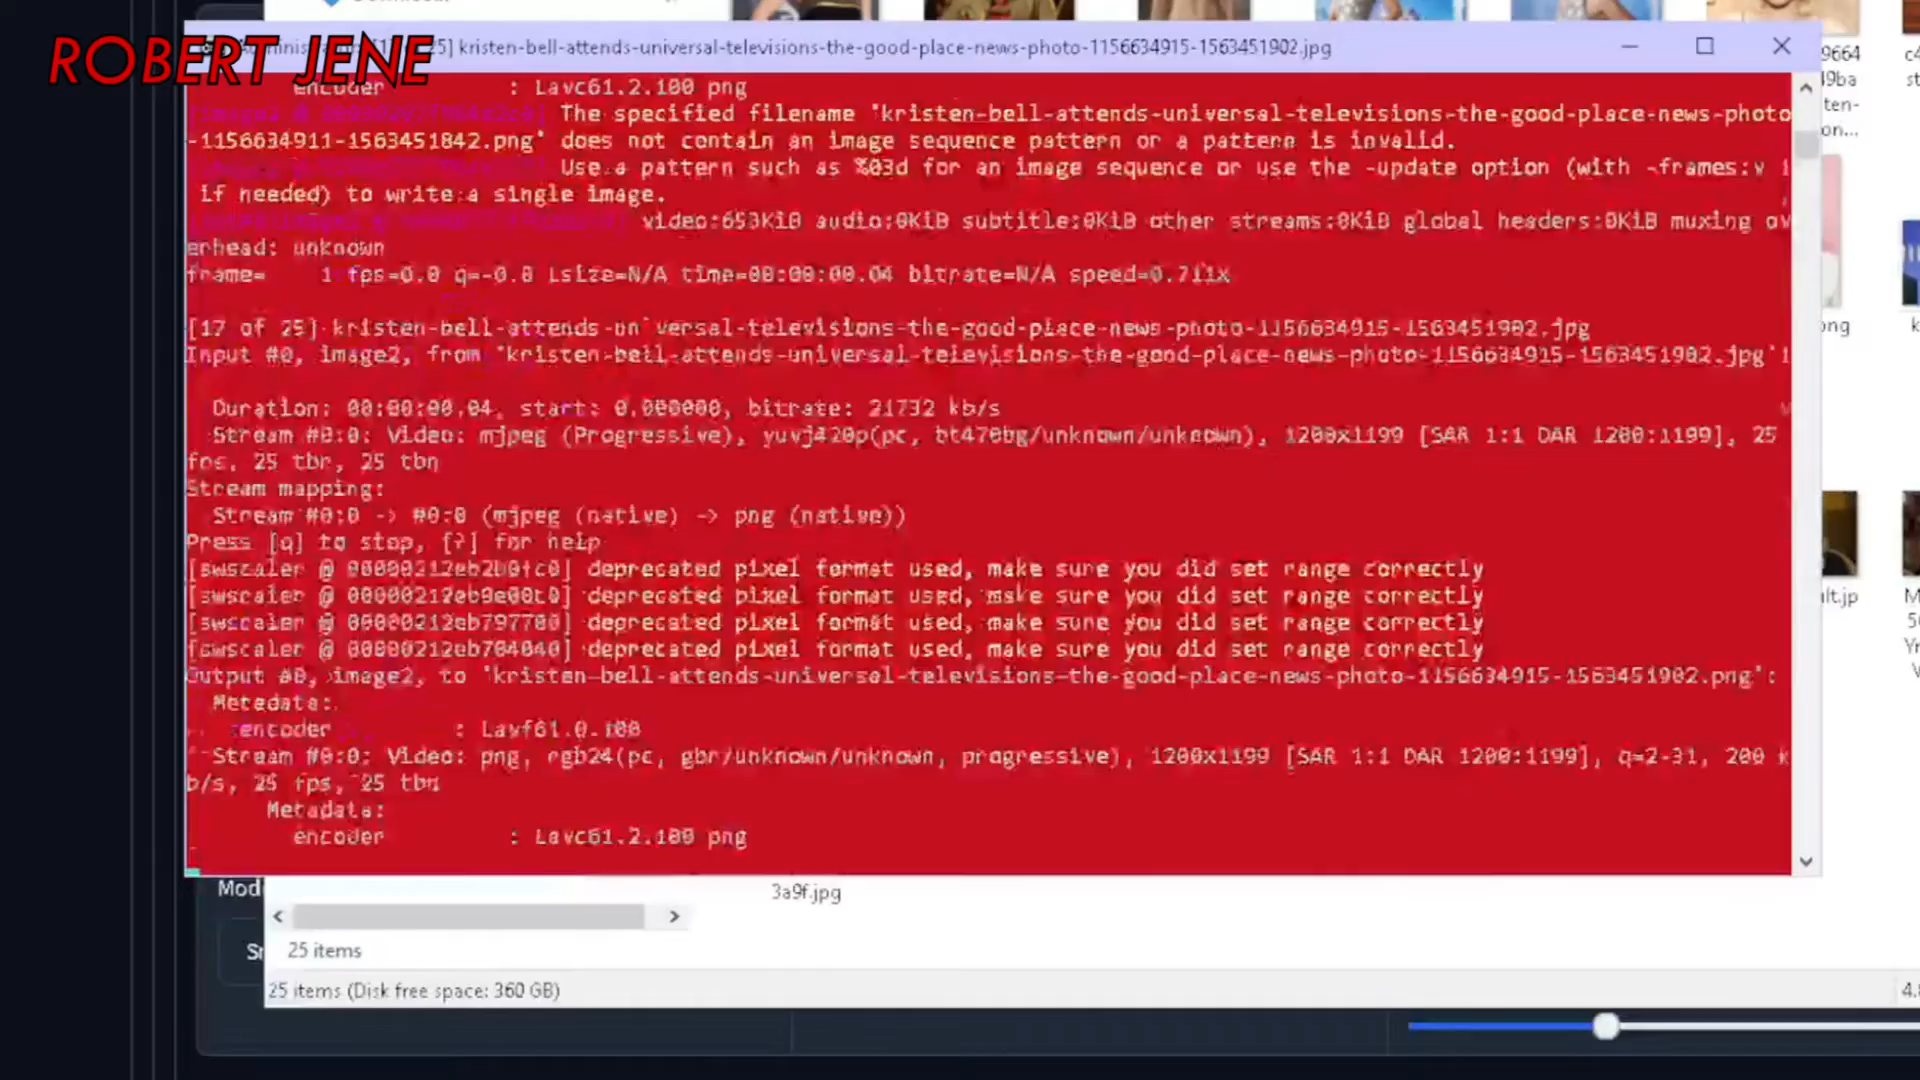 ROBERT JENE
25] kristen-bell-attends-universal-televisions-the-good-place-news-photo-1156634915-1563451902.jpg
encoder : Lavc61.2.100 png
The specified filename 'kristen-bell-attends-universal-televisions-the-good-place-news-photo
-1156634911-1563451842.png' does not contain an image sequence pattern or a pattern is invalid.
Use a pattern such as %03d for an image sequence or use the -update option (with -frames:v 1
if needed) to write a single image.
video:653KiB audio:0KiB subtitle:0KiB other streams:0KiB global headers:0KiB muxing ov
erhead: unknown
frame= 1 fps=0.0 q=-0.0 Lsize=N/A time=00:00:00.04 bitrate=N/A speed=0.711x
[17 of 25] kristen-bell-attends-universal-televisions-the-good-place-news-photo-1156634915-1563451902.jpg
Input #0, image2, from 'kristen-bell-attends-universal-televisions-the-good-place-news-photo-1156634915-1563451902.jpg':
Duration: 00:00:00.04, start: 0.000000, bitrate: 21732 kb/s
Stream #0:0: Video: mjpeg (Progressive), yuvj420p(pc, bt470bg/unknown/unknown), 1200x1199 [SAR 1:1 DAR 1200:1199], 25
fps, 25 tbr, 25 tbn
Stream mapping:
Stream #0:0 -> #0:0 (mjpeg (native) -> png (native))
Press [q] to stop, [?] for help
[swscaler @ deprecated pixel format used, make sure you did set range correctly
[swscaler @ deprecated pixel format used, make sure you did set range correctly
[swscaler @ deprecated pixel format used, make sure you did set range correctly
[swscaler @ deprecated pixel format used, make sure you did set range correctly
Output #0, image2, to 'kristen-bell-attends-universal-televisions-the-good-place-news-photo-1156634915-1563451902.png':
Metadata:
encoder : Lavf61.0.100
Stream #0:0: Video: png, rgb24(pc, gbr/unknown/unknown, progressive), 1200x1199 [SAR 1:1 DAR 1200:1199], q=2-31, 200 k
b/s, 25 fps, 25 tbn
Metadata:
encoder : Lavc61.2.100 png
3a9f.jpg
25 items
25 items (Disk free space: 360 GB)